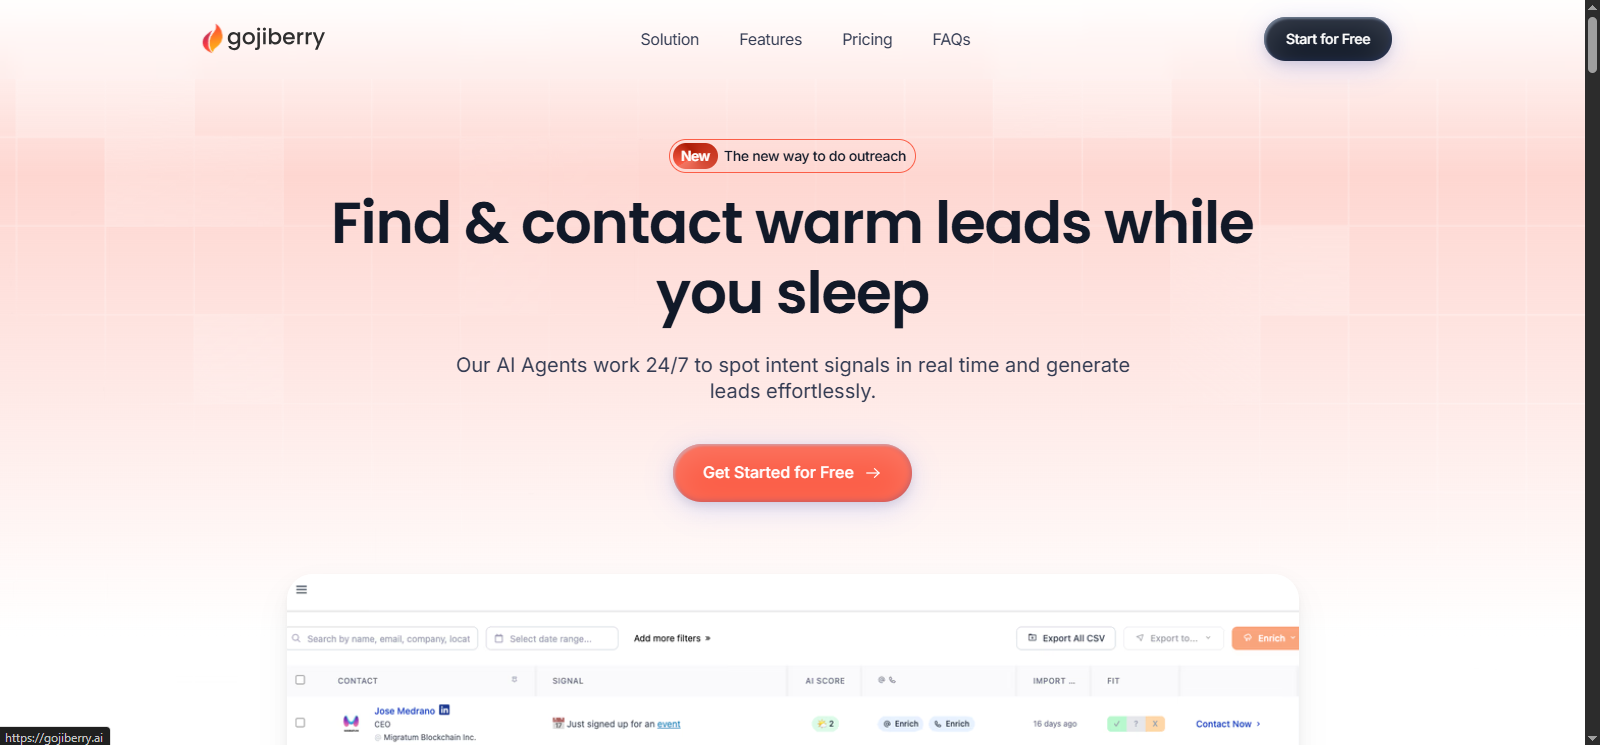 gojiberry
Solution Features Pricing FAQs
Start for Free
New The new way to do outreach
Find & contact warm leads while
you sleep
Our AI Agents work 24/7 to spot intent signals in real time and generate
leads effortlessly.
Get Started for Free →
Search by name, email, company, locat
Select date range...
Add more filters »
Export All CSV
Export to...
Enrich
CONTACT SIGNAL AI SCORE @ IMPORT ... FIT
Jose Medrano in
CEO
Migratum Blockchain Inc.
Just signed up for an event
2
@ Enrich
Enrich
16 days ago
✓ ? X
Contact Now ›
https://gojiberry.ai